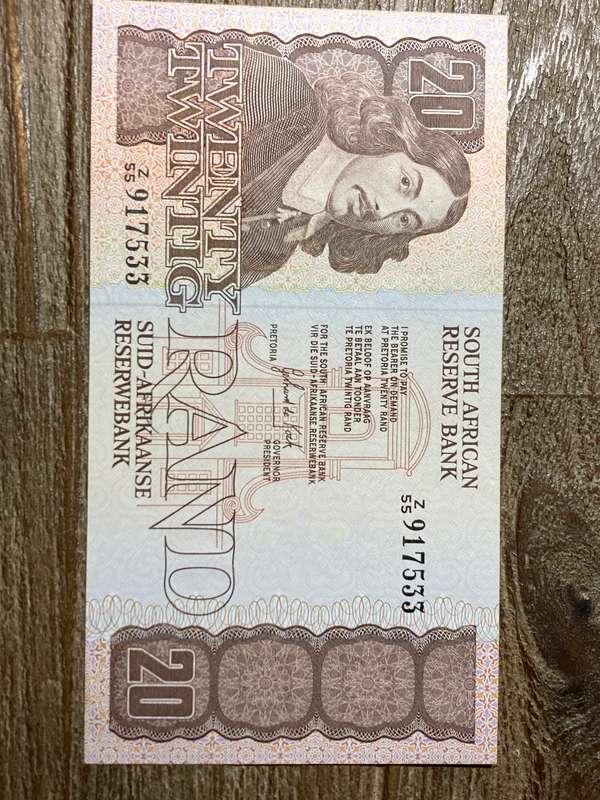 20
SOUTH AFRICAN
RESERVE BANK
I PROMISE TO PAY
THE BEARER ON DEMAND
AT PRETORIA TWENTY RAND
EK BELOOF OP AANVRAAG
TE BETAAL AAN TOONDER
TE PRETORIA TWINTIG RAND
Z
55 917533
FOR THE SOUTH AFRICAN RESERVE BANK
VIR DIE SUID-AFRIKAANSE RESERWEBANK
PRETORIA
GOVERNOR
PRESIDENT
TWENTY
TWINTIG
RAND
Z
55 917533
SUID-AFRIKAANSE
RESERWEBANK
20